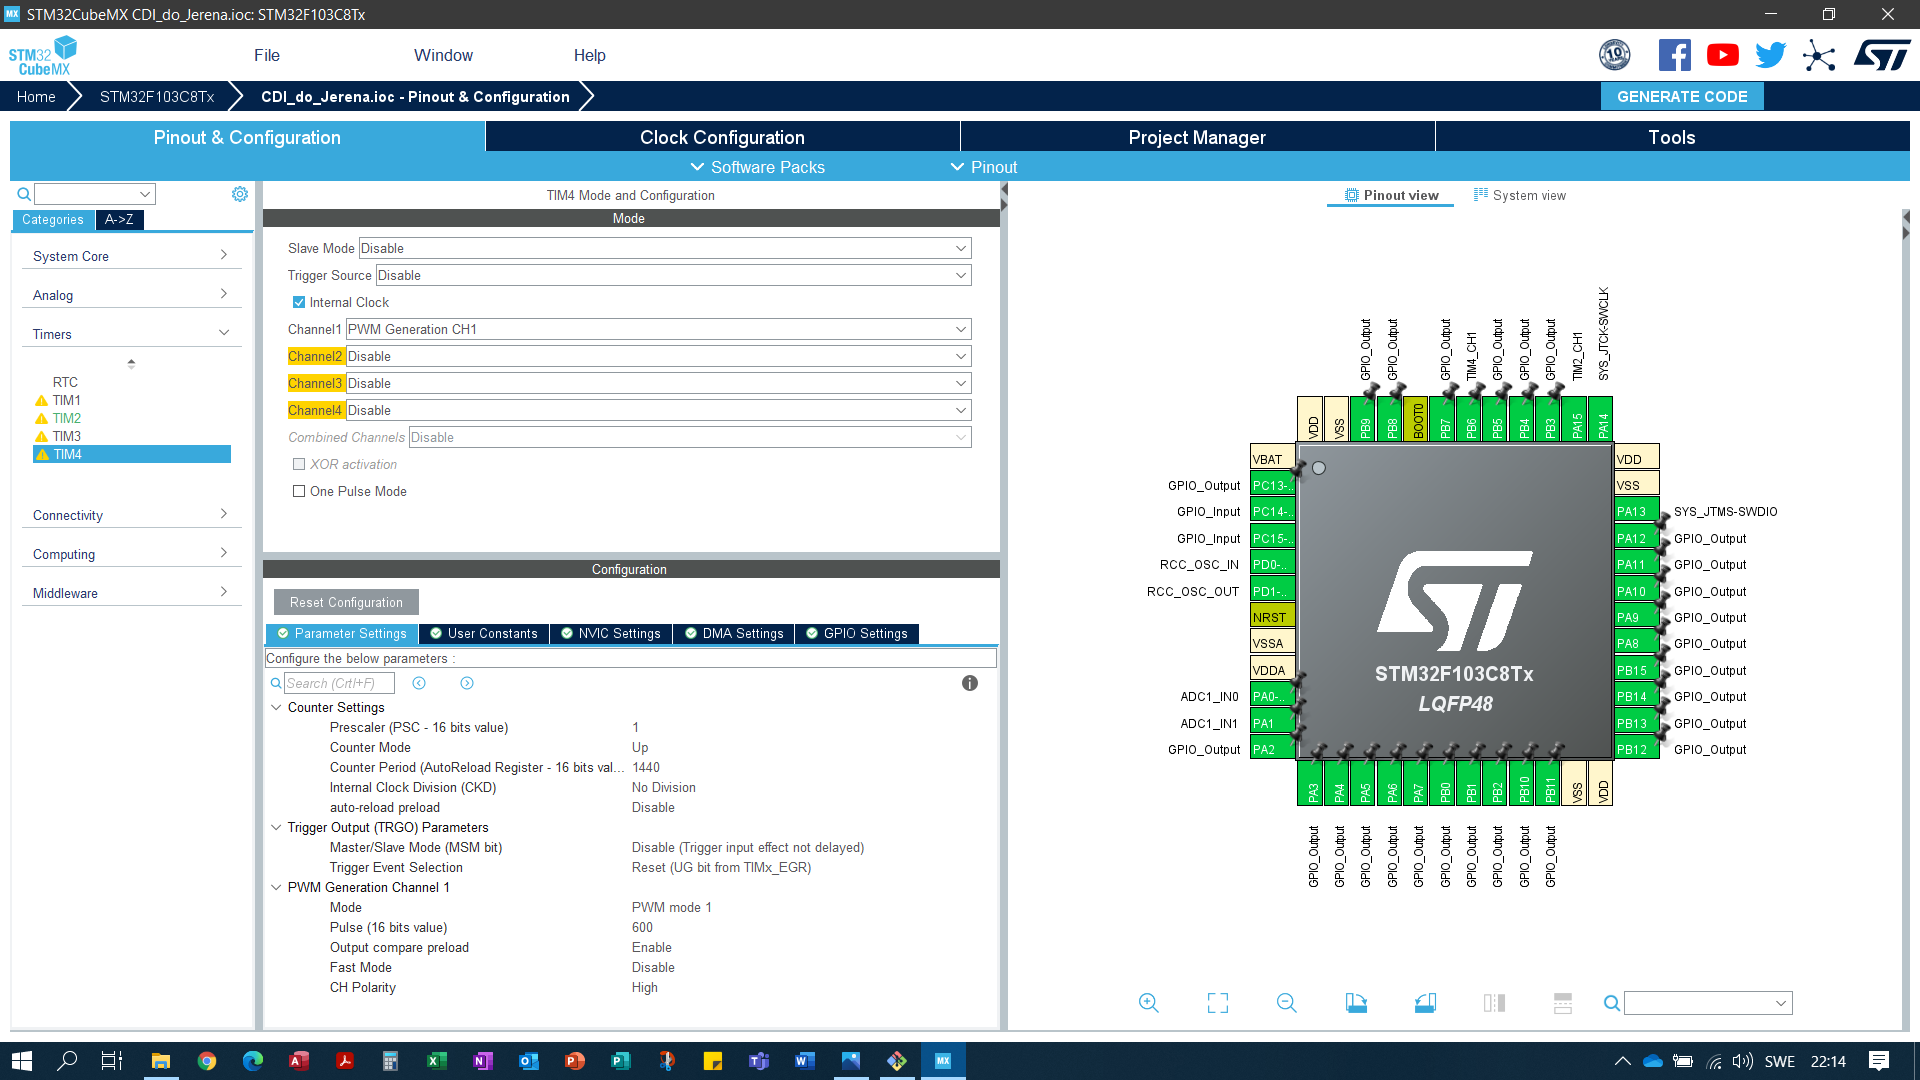 MX STM32CubeMX CDI_do_Jerena.ioc: STM32F103C8Tx
STM32 CubeMX
File
Window
Help
10
Home
STM32F103C8Tx
CDI_do_Jerena.ioc - Pinout & Configuration
GENERATE CODE
Pinout & Configuration
Clock Configuration
Project Manager
Tools
Software Packs
Pinout
Categories
A->Z
System Core
Analog
Timers
RTC
TIM1
TIM2
TIM3
TIM4
Connectivity
Computing
Middleware
TIM4 Mode and Configuration
Mode
Slave Mode Disable
Trigger Source Disable
Internal Clock
Channel1 PWM Generation CH1
Channel2 Disable
Channel3 Disable
Channel4 Disable
Combined Channels Disable
XOR activation
One Pulse Mode
Configuration
Reset Configuration
Parameter Settings
User Constants
NVIC Settings
DMA Settings
GPIO Settings
Configure the below parameters :
Search (Crtl+F)
Counter Settings
Prescaler (PSC - 16 bits value) 1
Counter Mode Up
Counter Period (AutoReload Register - 16 bits val... 1440
Internal Clock Division (CKD) No Division
auto-reload preload Disable
Trigger Output (TRGO) Parameters
Master/Slave Mode (MSM bit) Disable (Trigger input effect not delayed)
Trigger Event Selection Reset (UG bit from TIMx_EGR)
PWM Generation Channel 1
Mode PWM mode 1
Pulse (16 bits value) 600
Output compare preload Enable
Fast Mode Disable
CH Polarity High
Pinout view
System view
GPIO_Output
GPIO_Output
GPIO_Output
TIM4_CH1
GPIO_Output
GPIO_Output
GPIO_Output
TIM2_CH1
SYS_JTCK-SWCLK
VDD
VSS
PB9
PB8
BOOT0
PB7
PB6
PB5
PB4
PB3
PA15
PA14
VBAT
GPIO_Output PC13-..
GPIO_Input PC14-..
GPIO_Input PC15-..
RCC_OSC_IN PD0-..
RCC_OSC_OUT PD1-..
NRST
VSSA
VDDA
ADC1_IN0 PA0-..
ADC1_IN1 PA1
GPIO_Output PA2
ST
STM32F103C8Tx
LQFP48
VDD
VSS
PA13 SYS_JTMS-SWDIO
PA12 GPIO_Output
PA11 GPIO_Output
PA10 GPIO_Output
PA9 GPIO_Output
PA8 GPIO_Output
PB15 GPIO_Output
PB14 GPIO_Output
PB13 GPIO_Output
PB12 GPIO_Output
PA3
PA4
PA5
PA6
PA7
PB0
PB1
PB2
PB10
PB11
VSS
VDD
GPIO_Output
GPIO_Output
GPIO_Output
GPIO_Output
GPIO_Output
GPIO_Output
GPIO_Output
GPIO_Output
GPIO_Output
GPIO_Output
MX
SWE
22:14